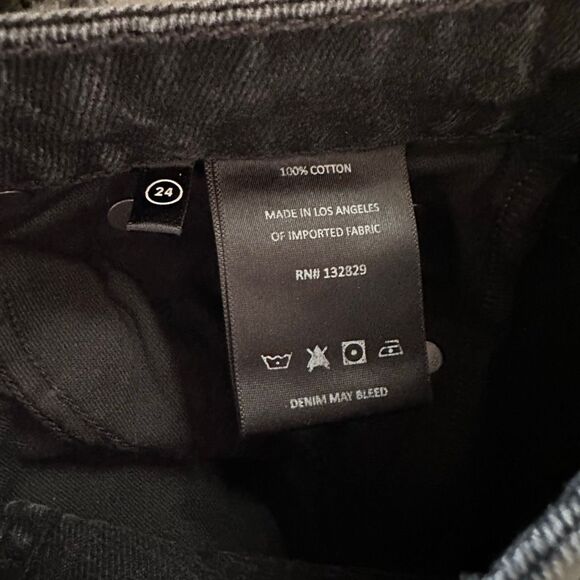 24
100% COTTON
MADE IN LOS ANGELES
OF IMPORTED FABRIC
RN# 132829
DENIM MAY BLEED